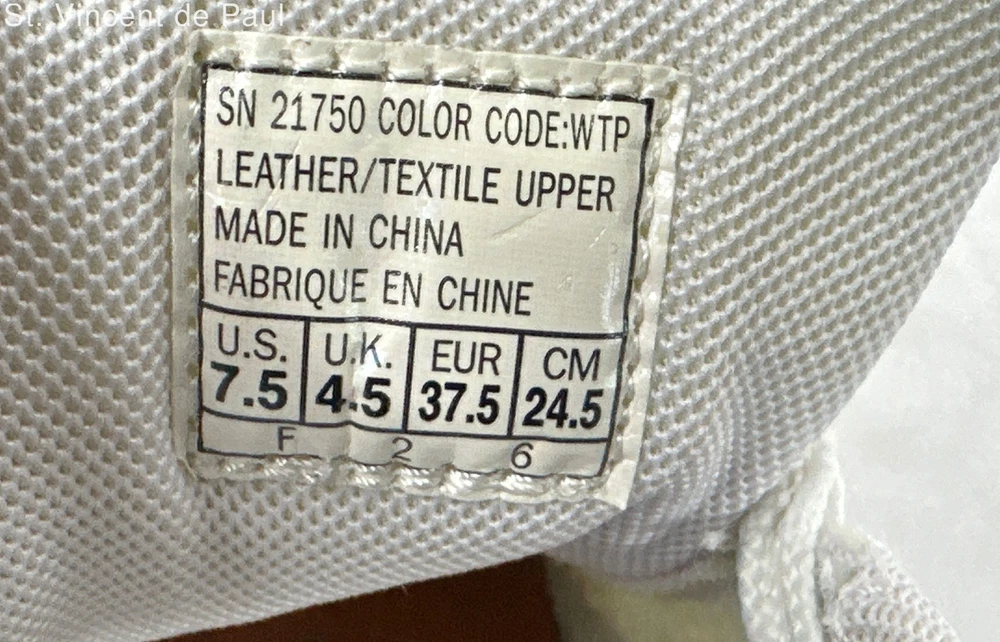 St. Vincent de Paul
SN 21750 COLOR CODE:WTP
LEATHER/TEXTILE UPPER
MADE IN CHINA
FABRIQUE EN CHINE
U.S. U.K. EUR CM
7.5 4.5 37.5 24.5
F 2 6